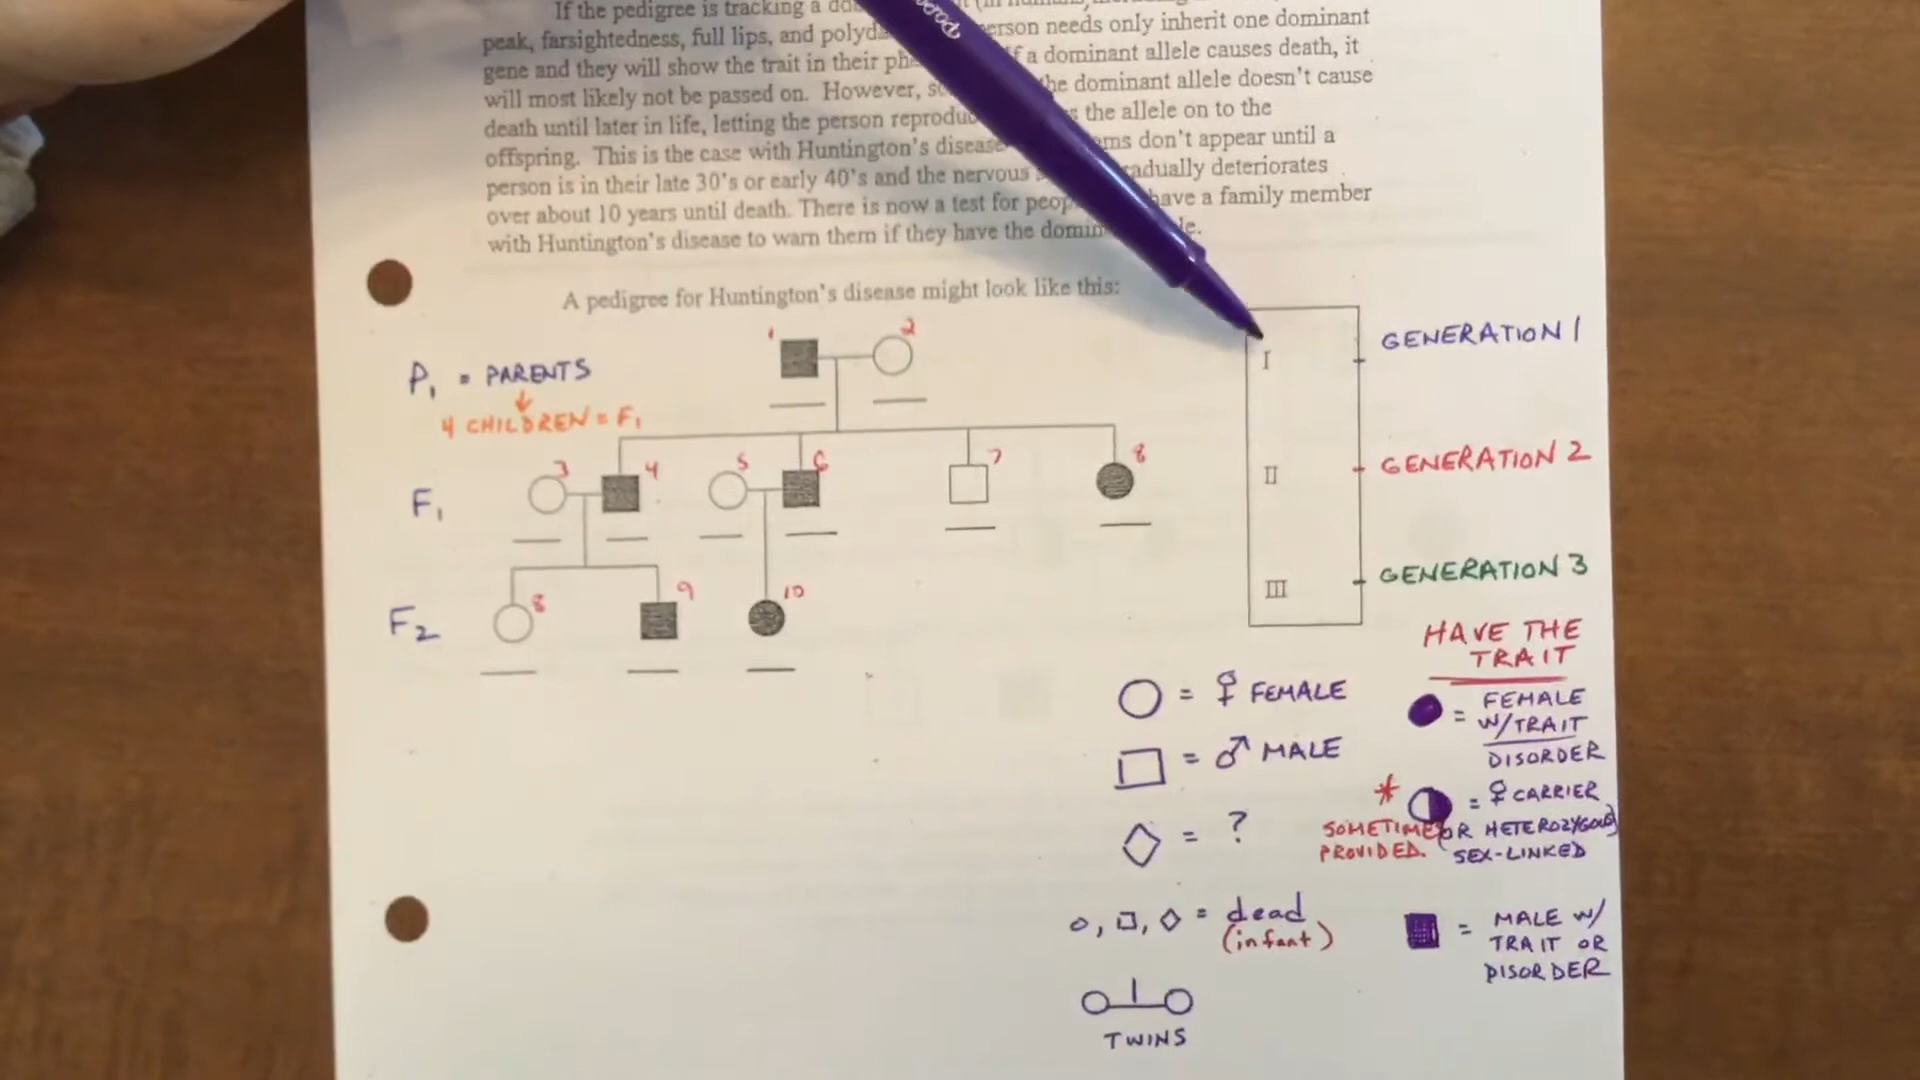 If the pedigree is tracking a
peak, farsightedness, full lips, and person needs only inherit one dominant
gene and they will show the trait in their If a dominant allele causes death, it
will most likely not be passed on. However, the dominant allele doesn't cause
death until later in life, letting the person the allele on to the
offspring. This is the case with Huntington's disease don't appear until a
person is in their late 30's or early 40's and the nervous gradually deteriorates
over about 10 years until death. There is now a test for have a family member
with Huntington's disease to warn them if they have the
A pedigree for Huntington's disease might look like this:
1 2
P1 = PARENTS
4 CHILDREN = F1
I GENERATION 1
3 4 5 6 7 8
F1
II GENERATION 2
8 9 10
F2
III GENERATION 3
HAVE THE
TRAIT
= ♀ FEMALE
= FEMALE
W/TRAIT
DISORDER
= ♂ MALE
* = ♀ CARRIER
SOMETIMES
PROVIDED.
OR HETEROZYGOUS
SEX-LINKED
= ?
= dead
(infant)
= MALE W/
TRAIT OR
DISORDER
TWINS